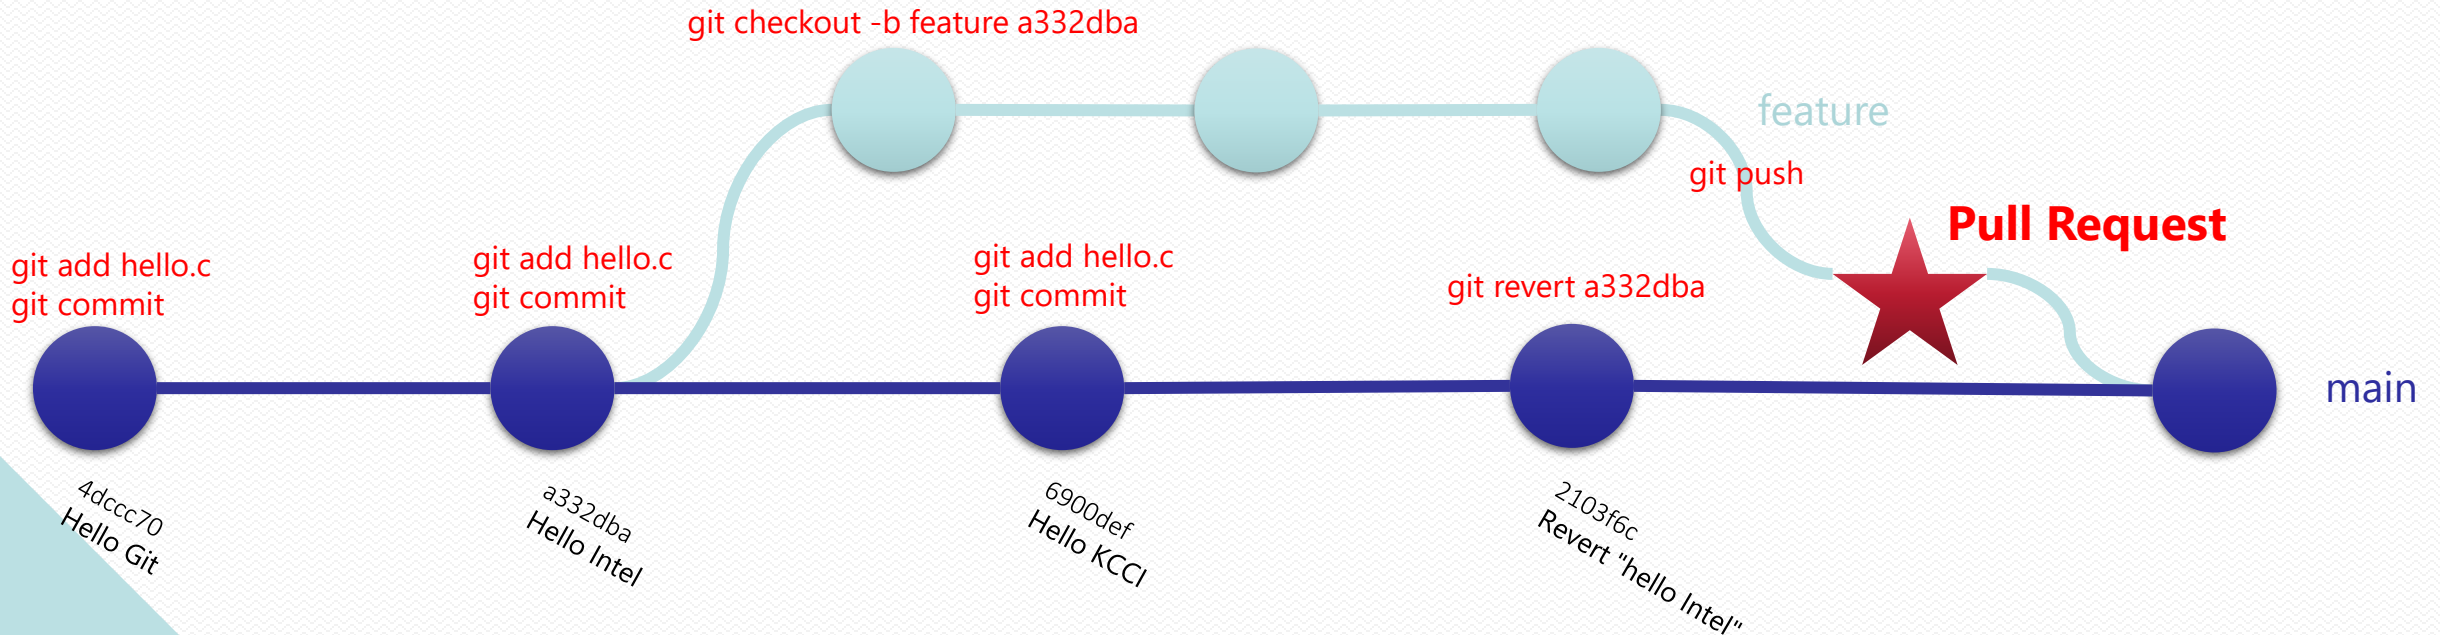 git checkout -b feature a332dba
feature
git push
Pull Request
git add hello.c
git commit
git add hello.c
git commit
git add hello.c
git commit
git revert a332dba
main
4dccc70
Hello Git
a332dba
Hello Intel
6900def
Hello KCCI
2103f6c
Revert "hello Intel"